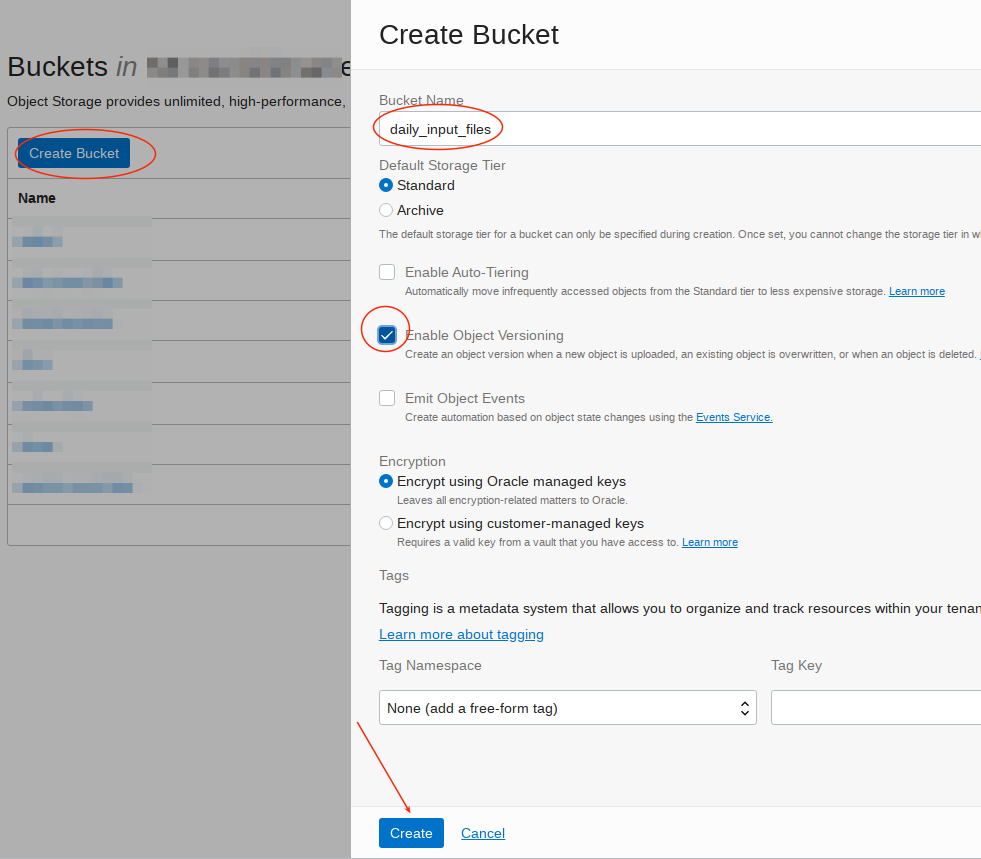 Buckets in
Object Storage provides unlimited, high-performance,
Create Bucket
Name
Create Bucket
Bucket Name
daily_input_files
Default Storage Tier
Standard
Archive
The default storage tier for a bucket can only be specified during creation. Once set, you cannot change the storage tier in
Enable Auto-Tiering
Automatically move infrequently accessed objects from the Standard tier to less expensive storage. Learn more
Enable Object Versioning
Create an object version when a new object is uploaded, an existing object is overwritten, or when an object is deleted.
Emit Object Events
Create automation based on object state changes using the Events Service.
Encryption
Encrypt using Oracle managed keys
Leaves all encryption-related matters to Oracle.
Encrypt using customer-managed keys
Requires a valid key from a vault that you have access to. Learn more
Tags
Tagging is a metadata system that allows you to organize and track resources within your
Learn more about tagging
Tag Namespace
Tag Key
None (add a free-form tag)
Create
Cancel